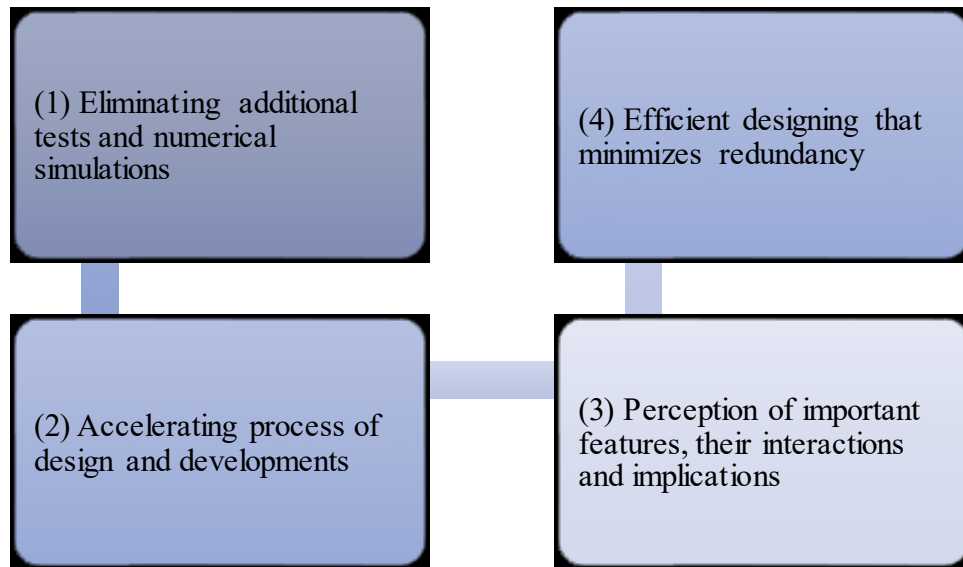 (1) Eliminating additional
tests and numerical
simulations
(2) Accelerating process of
design and developments
(3) Perception of important
features, their interactions
and implications
(4) Efficient designing that
minimizes redundancy